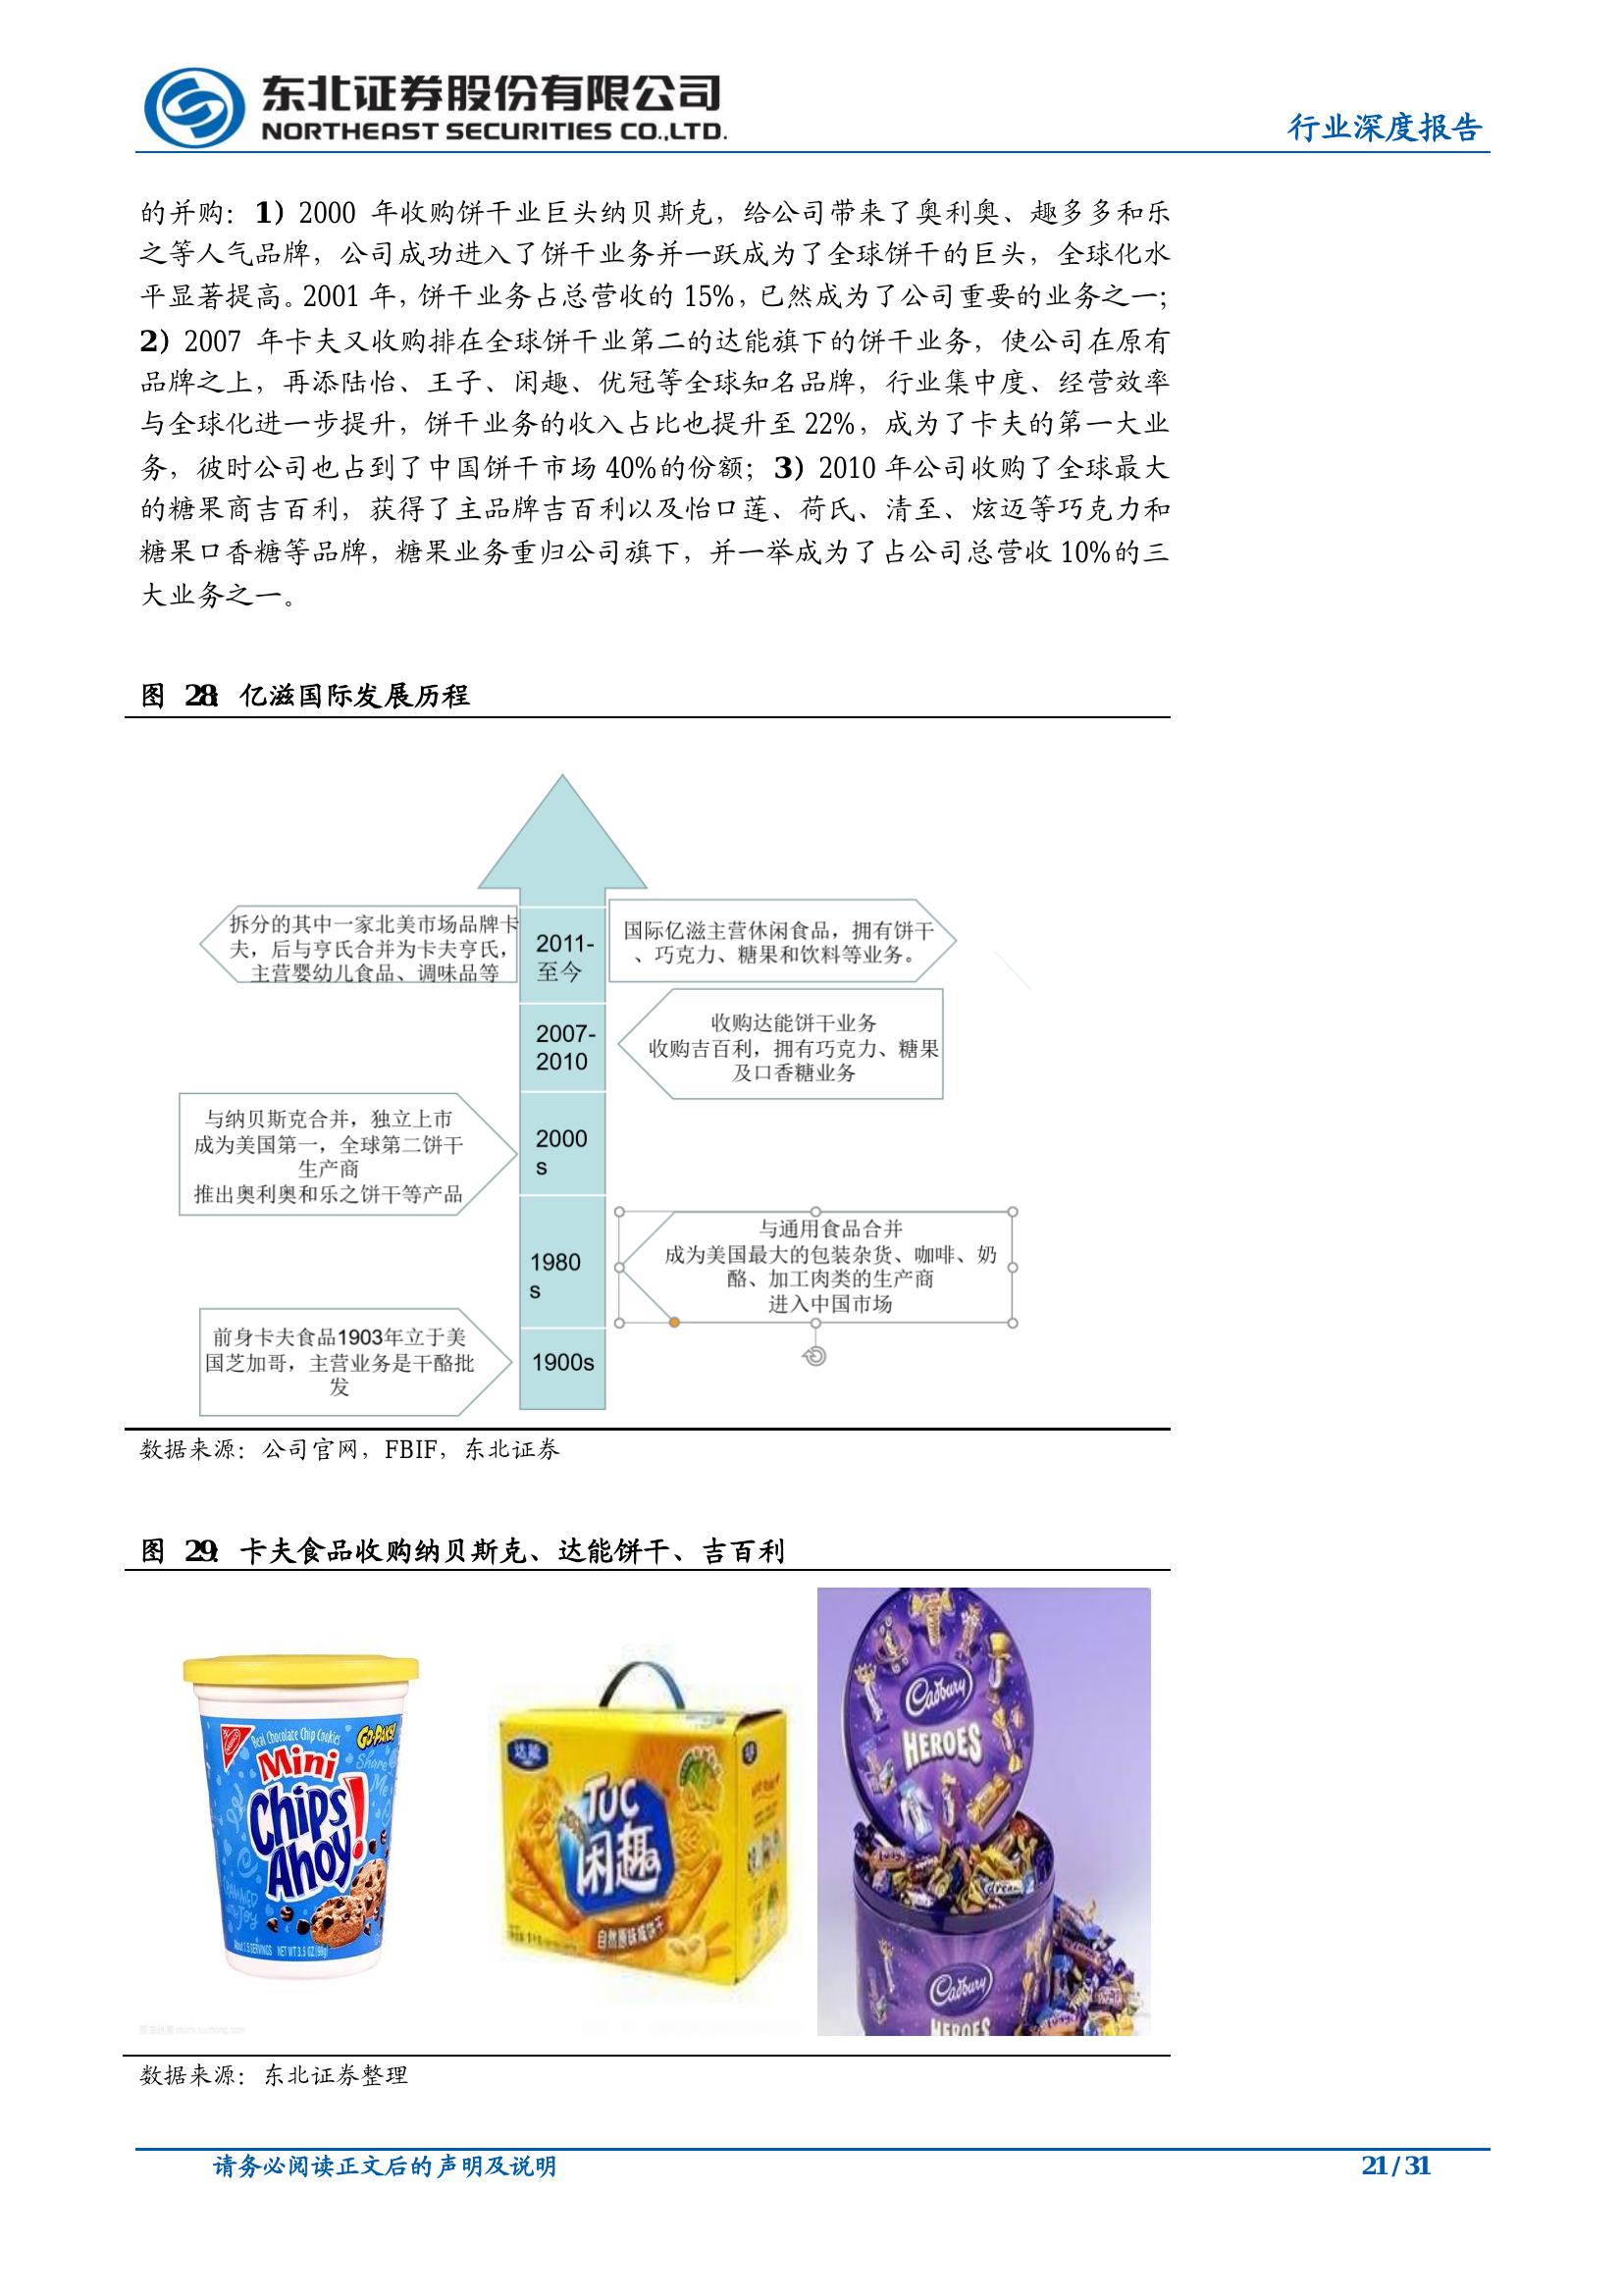 东北证券股份有限公司
NORTHEAST SECURITIES CO.,LTD.
行业深度报告
的并购：1）2000 年收购饼干业巨头纳贝斯克，给公司带来了奥利奥、趣多多和乐
之等人气品牌，公司成功进入了饼干业务并一跃成为了全球饼干的巨头，全球化水
平显著提高。2001 年，饼干业务占总营收的 15%，已然成为了公司重要的业务之一；
2）2007 年卡夫又收购排在全球饼干业第二的达能旗下的饼干业务，使公司在原有
品牌之上，再添陆怡、王子、闲趣、优冠等全球知名品牌，行业集中度、经营效率
与全球化进一步提升，饼干业务的收入占比也提升至 22%，成为了卡夫的第一大业
务，彼时公司也占到了中国饼干市场 40%的份额；3）2010 年公司收购了全球最大
的糖果商吉百利，获得了主品牌吉百利以及怡口莲、荷氏、清至、炫迈等巧克力和
糖果口香糖等品牌，糖果业务重归公司旗下，并一举成为了占公司总营收 10%的三
大业务之一。
图 28：亿滋国际发展历程
拆分的其中一家北美市场品牌卡
夫，后与亨氏合并为卡夫亨氏，
主营婴幼儿食品、调味品等
2011-
至今
国际亿滋主营休闲食品，拥有饼干
、巧克力、糖果和饮料等业务。
2007-
2010
收购达能饼干业务
收购吉百利，拥有巧克力、糖果
及口香糖业务
与纳贝斯克合并，独立上市
成为美国第一，全球第二饼干
生产商
推出奥利奥和乐之饼干等产品
2000
s
1980
s
与通用食品合并
成为美国最大的包装杂货、咖啡、奶
酪、加工肉类的生产商
进入中国市场
前身卡夫食品1903年立于美
国芝加哥，主营业务是干酪批
发
1900s
数据来源：公司官网，FBIF，东北证券
图 29：卡夫食品收购纳贝斯克、达能饼干、吉百利
Real Chocolate Chip Cookies
GO-PAKS!
Mini
Chips
Ahoy!
NET WT 3.5 OZ
达能
TUC
闲趣
自然原味咸饼干
Cadbury
HEROES
Cadbury
HEROES
数据来源：东北证券整理
请务必阅读正文后的声明及说明
21 / 31